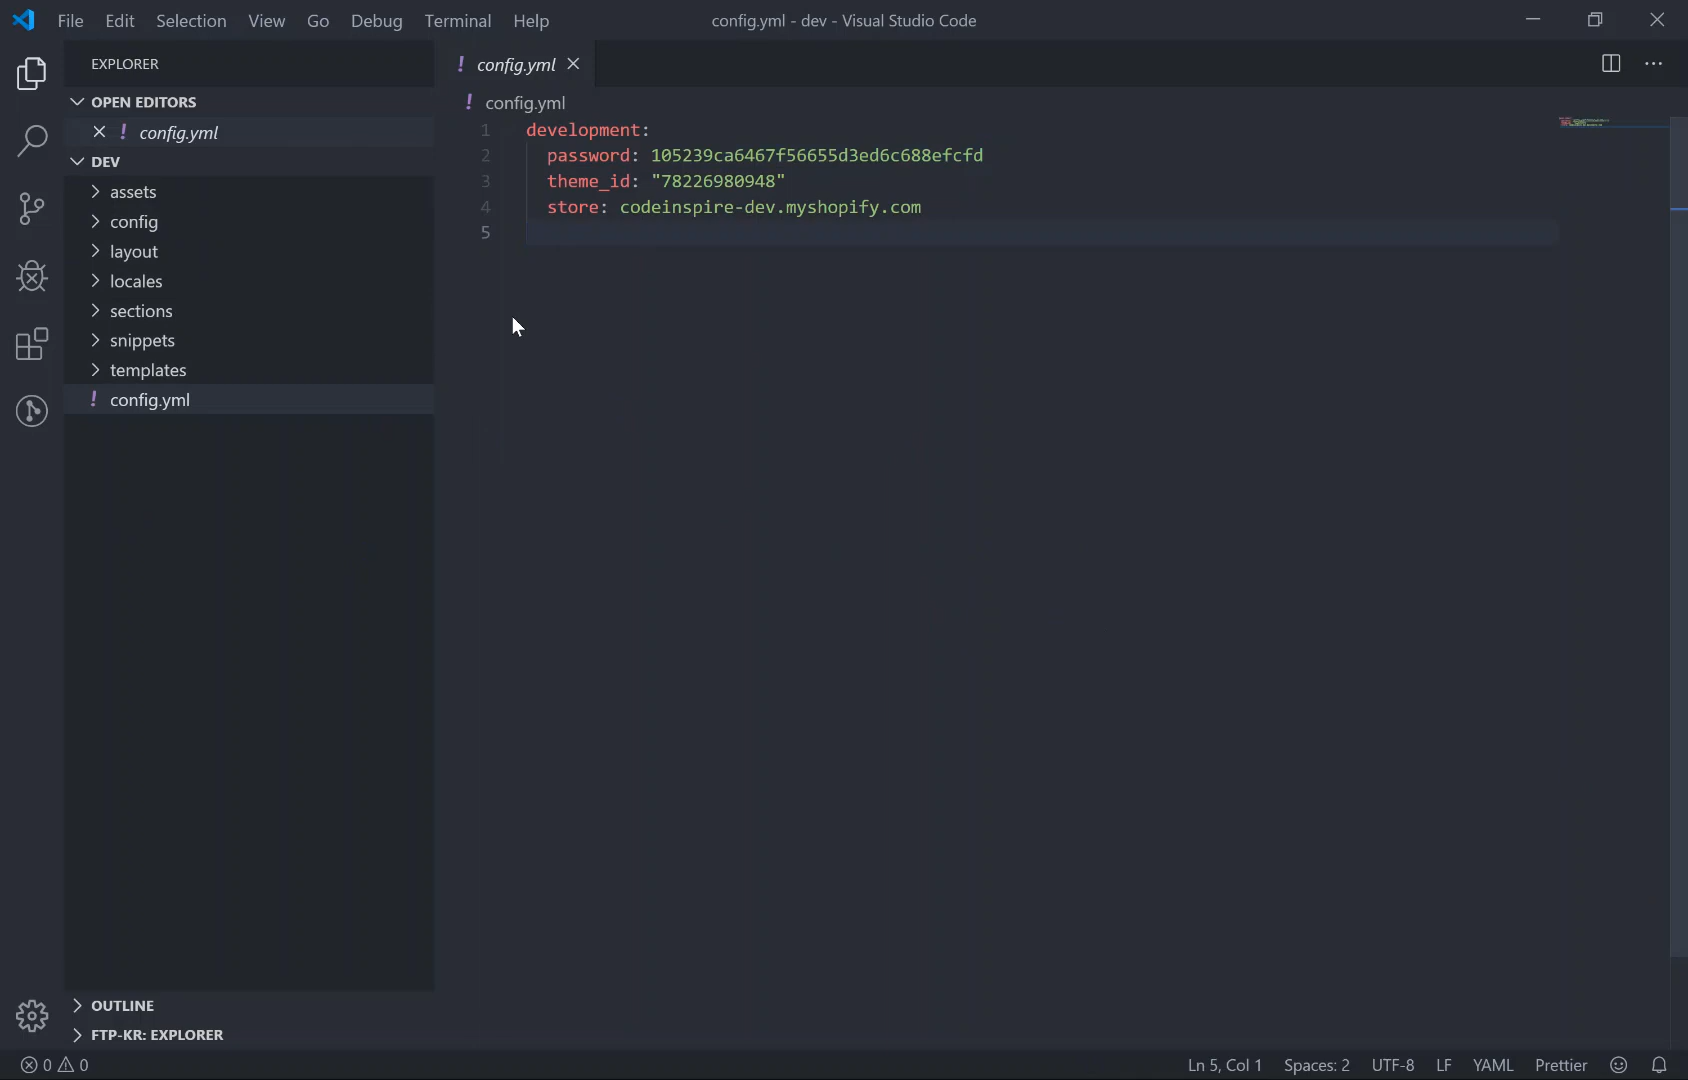 File Edit Selection View Go Debug Terminal Help config.yml - dev - Visual Studio Code
EXPLORER
OPEN EDITORS
! config.yml
DEV
assets
config
layout
locales
sections
snippets
templates
! config.yml
OUTLINE
FTP-KR: EXPLORER
! config.yml
! config.yml
1 development:
2 password: 105239ca6467f56655d3ed6c688efcfd
3 theme_id: "78226980948"
4 store: codeinspire-dev.myshopify.com
5
0 0 Ln 5, Col 1 Spaces: 2 UTF-8 LF YAML Prettier